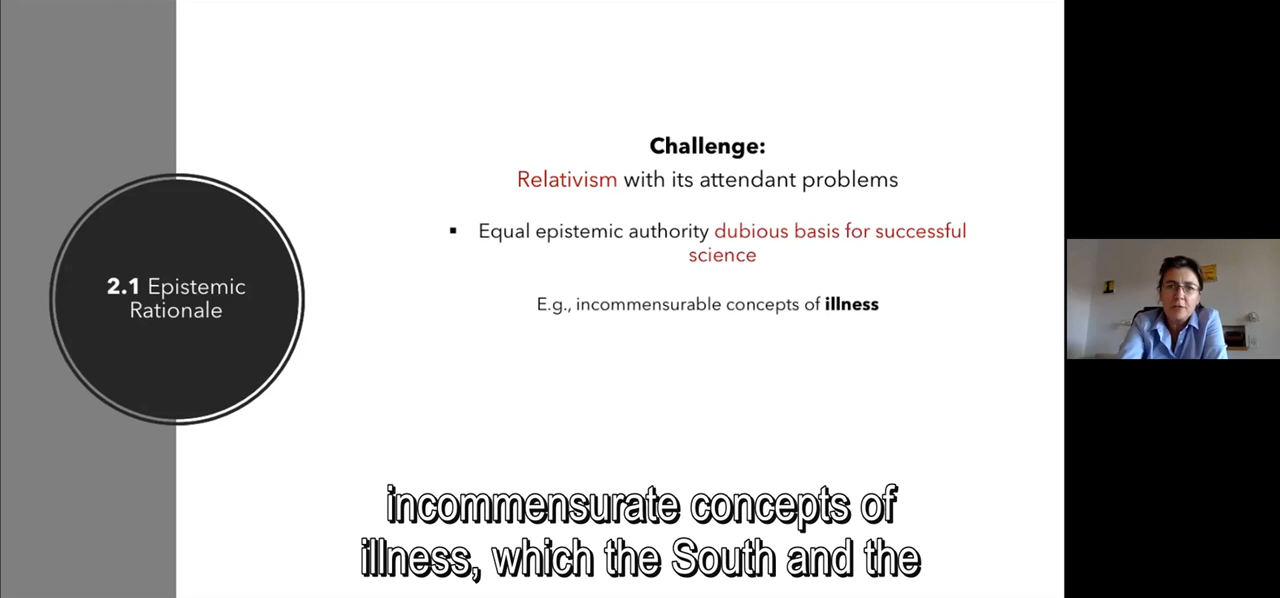 2.1 Epistemic
Rationale
Challenge:
Relativism with its attendant problems
▪ Equal epistemic authority dubious basis for successful
science
E.g., incommensurable concepts of illness
incommensurate concepts of
illness, which the South and the